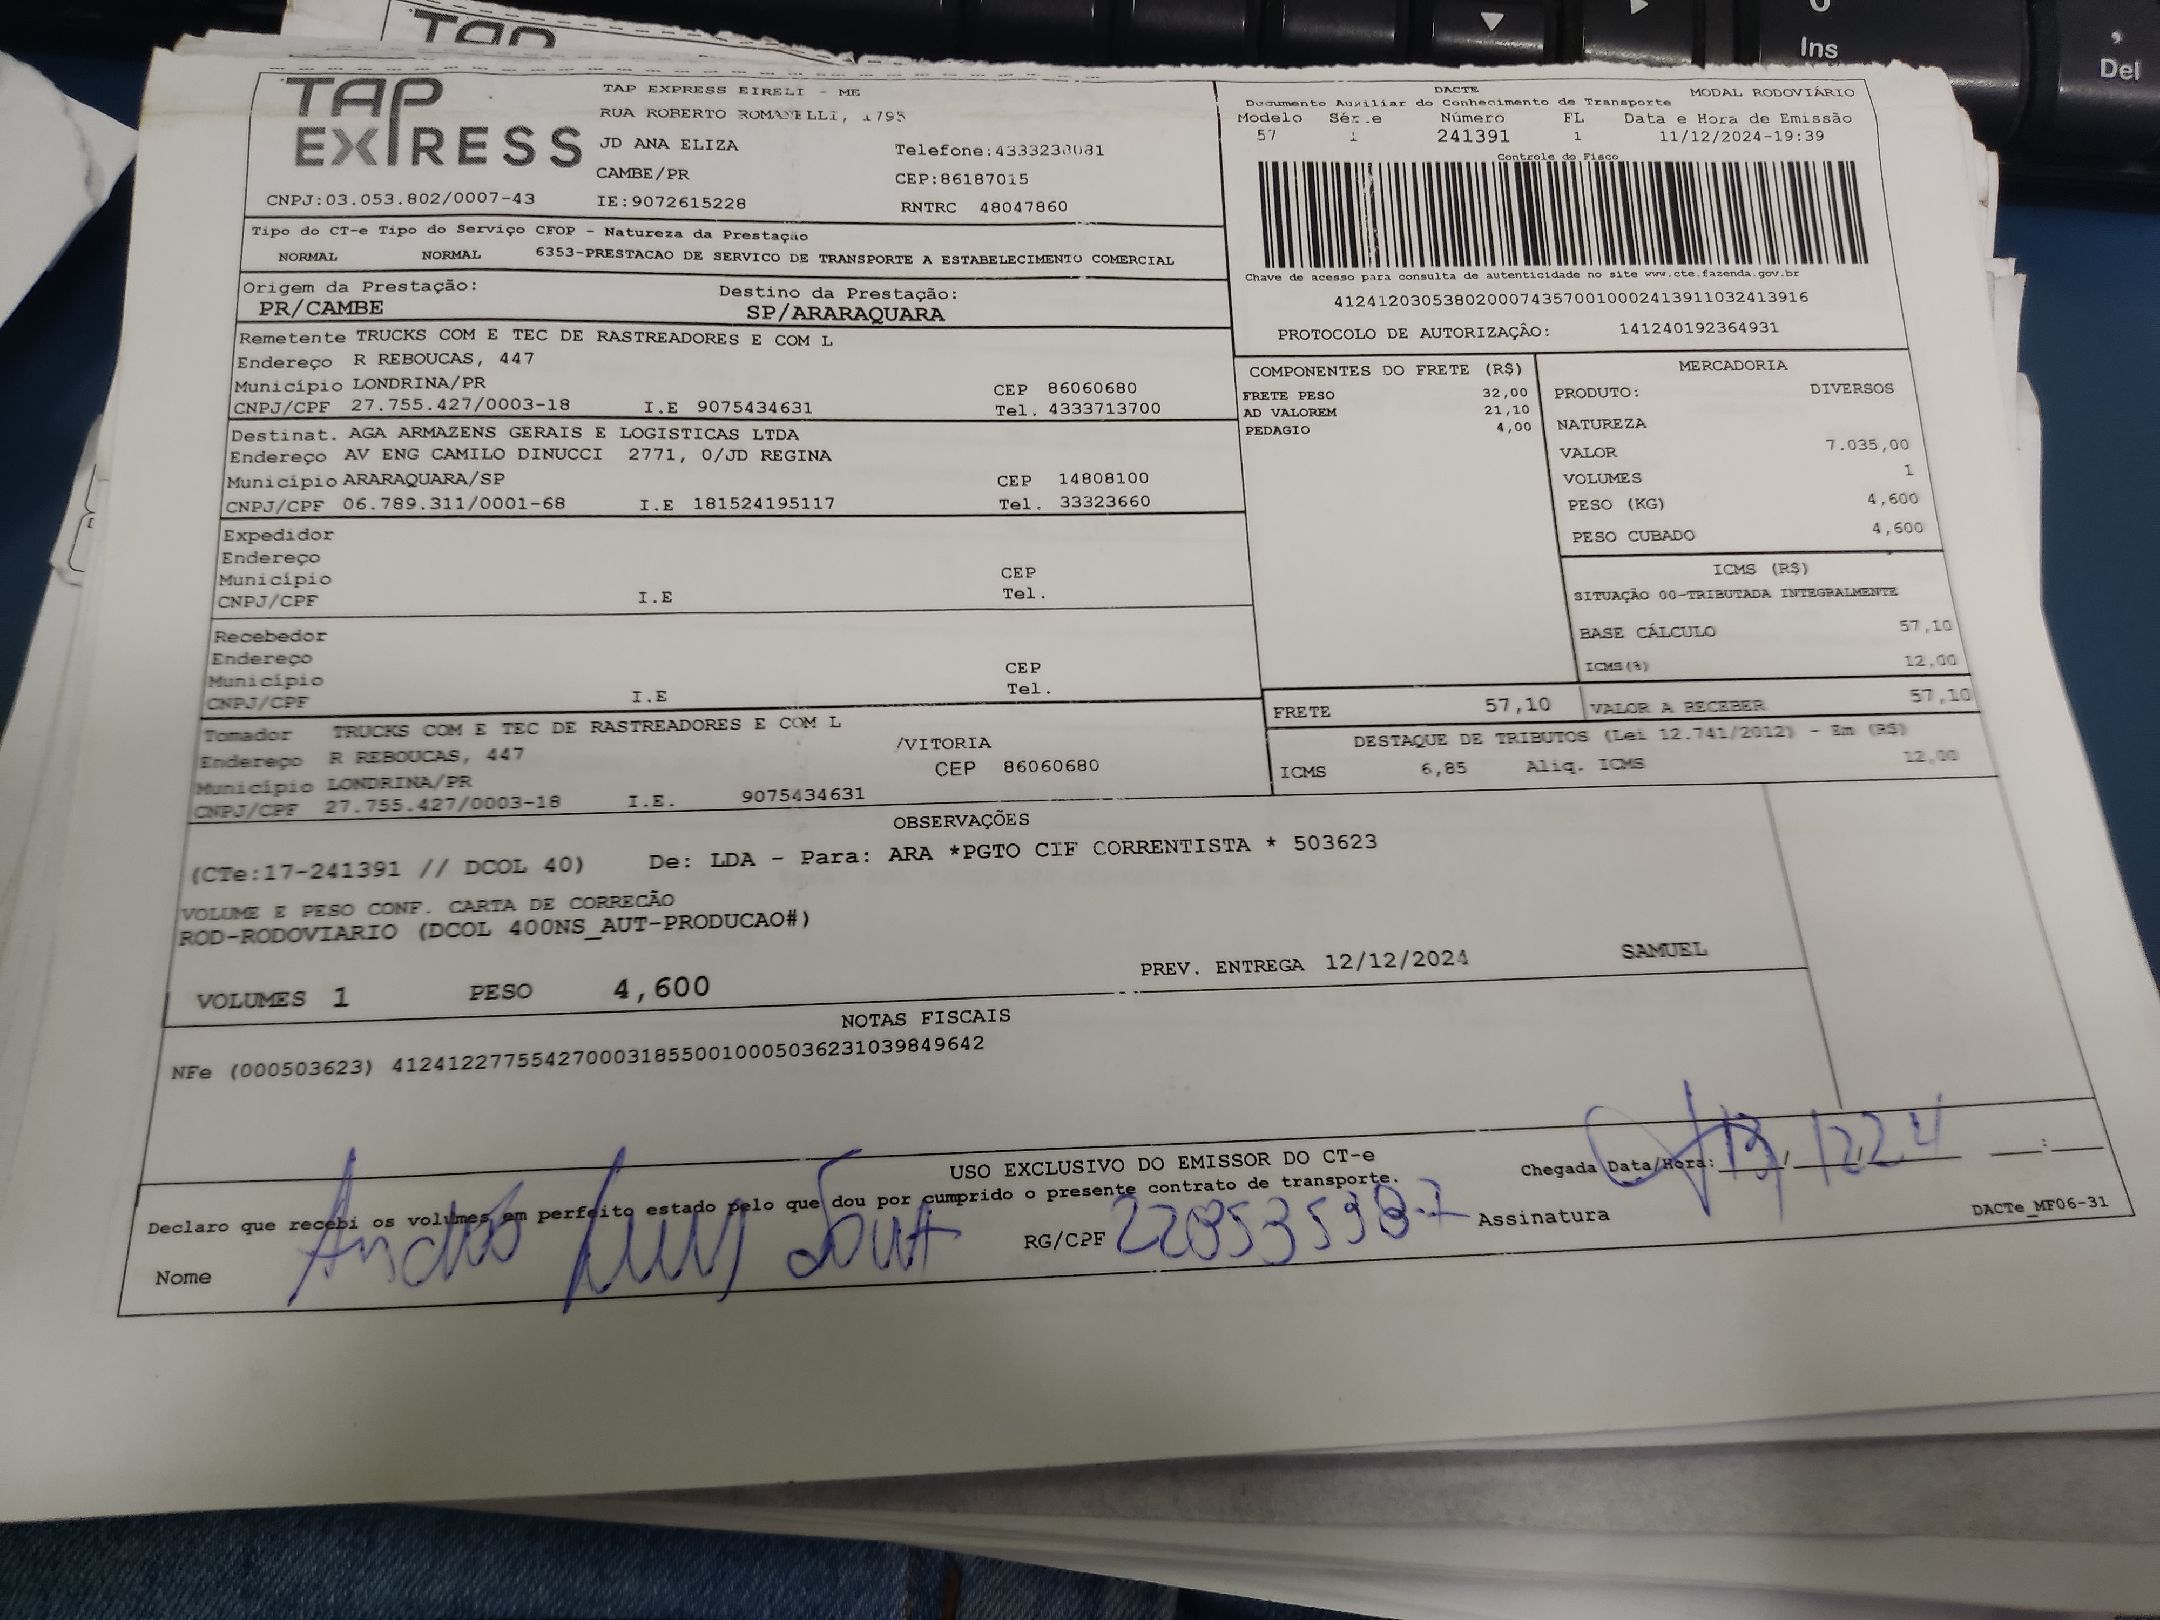 TAP
TAP EXPRESS
TAP EXPRESS EIRELI - ME
RUA ROBERTO ROMANELLI, 1795
JD ANA ELIZA
Telefone:4333230081
CAMBE/PR
CEP:86187015
CNPJ:03.053.802/0007-43
IE:9072615228
RNTRC 48047860
DACTE
MODAL RODOVIÁRIO
Documento Auxiliar do Conhecimento de Transporte
Modelo Série Número FL Data e Hora de Emissão
57 1 241391 1 11/12/2024-19:39
Controle do Fisco
Chave de acesso para consulta de autenticidade no site www.cte.fazenda.gov.br
41241203053802000743570010002413911032413916
PROTOCOLO DE AUTORIZAÇÃO: 141240192364931
Tipo do CT-e Tipo do Serviço CFOP - Natureza da Prestação
NORMAL NORMAL 6353-PRESTACAO DE SERVICO DE TRANSPORTE A ESTABELECIMENTO COMERCIAL
Origem da Prestação: Destino da Prestação:
PR/CAMBE SP/ARARAQUARA
Remetente TRUCKS COM E TEC DE RASTREADORES E COM L
Endereço R REBOUCAS, 447
Município LONDRINA/PR CEP 86060680
CNPJ/CPF 27.755.427/0003-18 I.E 9075434631 Tel. 4333713700
Destinat. AGA ARMAZENS GERAIS E LOGISTICAS LTDA
Endereço AV ENG CAMILO DINUCCI 2771, 0/JD REGINA
Município ARARAQUARA/SP CEP 14808100
CNPJ/CPF 06.789.311/0001-68 I.E 181524195117 Tel. 33323660
Expedidor
Endereço
Município CEP
CNPJ/CPF I.E Tel.
Recebedor
Endereço
Município CEP
CNPJ/CPF I.E Tel.
Tomador TRUCKS COM E TEC DE RASTREADORES E COM L
Endereço R REBOUCAS, 447 /VITORIA
Município LONDRINA/PR CEP 86060680
CNPJ/CPF 27.755.427/0003-18 I.E. 9075434631
COMPONENTES DO FRETE (R$)
FRETE PESO 32,00
AD VALOREM 21,10
PEDAGIO 4,00
MERCADORIA
PRODUTO: DIVERSOS
NATUREZA
VALOR 7.035,00
VOLUMES 1
PESO (KG) 4,600
PESO CUBADO 4,600
ICMS (R$)
SITUAÇÃO 00-TRIBUTADA INTEGRALMENTE
BASE CÁLCULO 57,10
ICMS(%) 12,00
FRETE 57,10 VALOR A RECEBER 57,10
DESTAQUE DE TRIBUTOS (Lei 12.741/2012) - Em (R$)
ICMS 6,85 Aliq. ICMS 12,00
OBSERVAÇÕES
(CTe:17-241391 // DCOL 40) De: LDA - Para: ARA *PGTO CIF CORRENTISTA * 503623
VOLUME E PESO CONF. CARTA DE CORRECÃO
ROD-RODOVIARIO (DCOL 400NS_AUT-PRODUCAO#)
VOLUMES 1 PESO 4,600 PREV. ENTREGA 12/12/2024 SAMUEL
NOTAS FISCAIS
NFe (000503623) 41241227755427000318550010005036231039849642
USO EXCLUSIVO DO EMISSOR DO CT-e
Chegada Data/Hora: 13, 12,24 :
Declaro que recebi os volumes em perfeito estado pelo que dou por cumprido o presente contrato de transporte.
Nome André Luis RG/CPF Assinatura
DACTe_MF06-31
Ins
Del